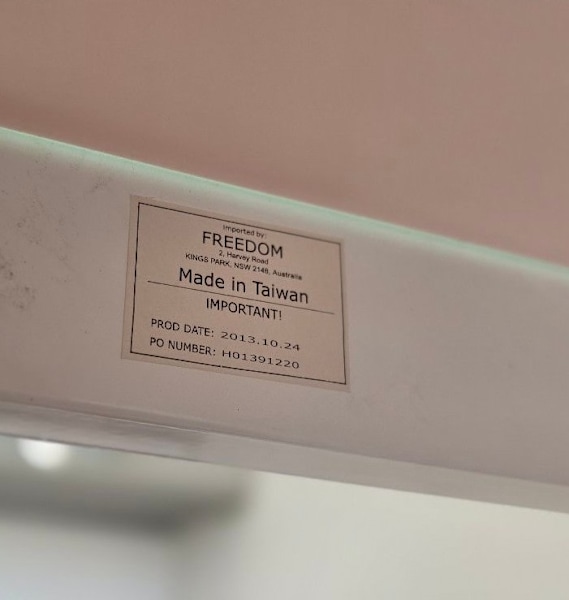 Imported by:
FREEDOM
2, Harvey Road
KINGS PARK, NSW 2148, Australia
Made in Taiwan
IMPORTANT!
PROD DATE: 2013.10.24
PO NUMBER: H01391220